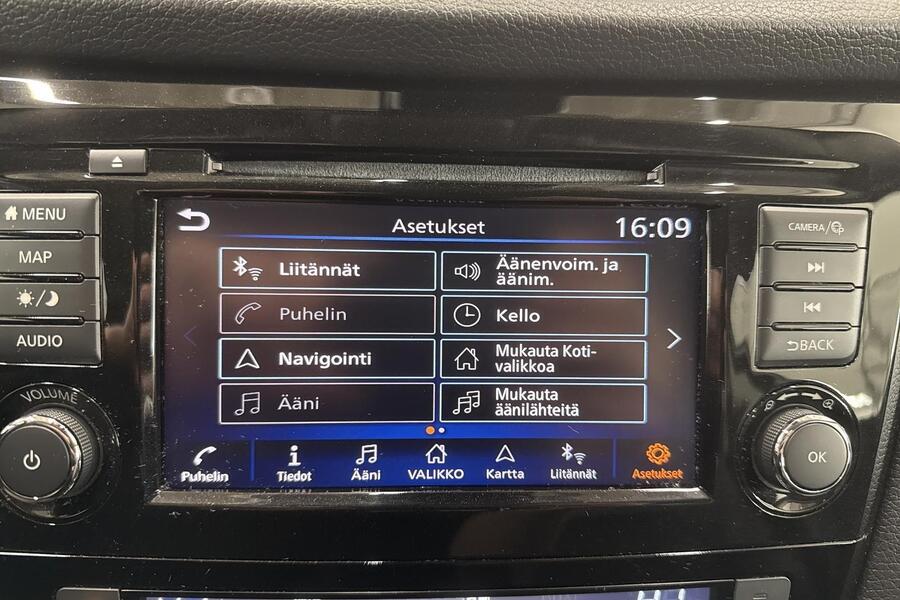 MENU
MAP
AUDIO
VOLUME
Asetukset
16:09
Liitännät
Äänenvoim. ja
äänim.
Puhelin
Kello
Navigointi
Mukauta Koti-
valikkoa
Ääni
Mukauta
äänilähteitä
Puhelin
Tiedot
Ääni
VALIKKO
Kartta
Liitännät
Asetukset
CAMERA/
BACK
OK